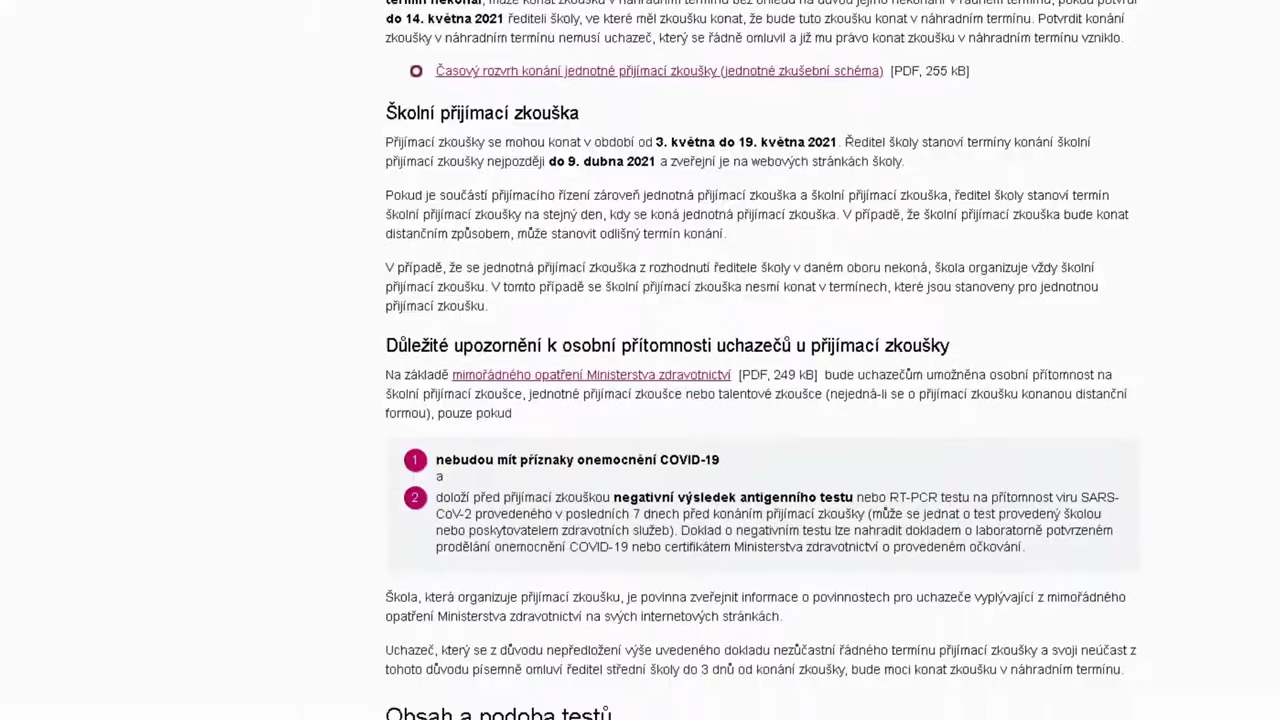 termín nekonal, může konat zkoušku v náhradním termínu bez ohledu na důvod jejího nekonání v řádném termínu, pokud potvrdí
do 14. května 2021 řediteli školy, ve které měl zkoušku konat, že bude tuto zkoušku konat v náhradním termínu. Potvrdit konání
zkoušky v náhradním termínu nemusí uchazeč, který se řádně omluvil a již mu právo konat zkoušku v náhradním termínu vzniklo.
Časový rozvrh konání jednotné přijímací zkoušky (jednotné zkušební schéma) [PDF, 255 kB]
Školní přijímací zkouška
Přijímací zkoušky se mohou konat v období od 3. května do 19. května 2021. Ředitel školy stanoví termíny konání školní
přijímací zkoušky nejpozději do 9. dubna 2021 a zveřejní je na webových stránkách školy.
Pokud je součástí přijímacího řízení zároveň jednotná přijímací zkouška a školní přijímací zkouška, ředitel školy stanoví termín
školní přijímací zkoušky na stejný den, kdy se koná jednotná přijímací zkouška. V případě, že školní přijímací zkouška bude konat
distančním způsobem, může stanovit odlišný termín konání.
V případě, že se jednotná přijímací zkouška z rozhodnutí ředitele školy v daném oboru nekoná, škola organizuje vždy školní
přijímací zkoušku. V tomto případě se školní přijímací zkouška nesmí konat v termínech, které jsou stanoveny pro jednotnou
přijímací zkoušku.
Důležité upozornění k osobní přítomnosti uchazečů u přijímací zkoušky
Na základě mimořádného opatření Ministerstva zdravotnictví [PDF, 249 kB] bude uchazečům umožněna osobní přítomnost na
školní přijímací zkoušce, jednotné přijímací zkoušce nebo talentové zkoušce (nejedná-li se o přijímací zkoušku konanou distanční
formou), pouze pokud
1 nebudou mít příznaky onemocnění COVID-19
a
2 doloží před přijímací zkouškou negativní výsledek antigenního testu nebo RT-PCR testu na přítomnost viru SARS-
CoV-2 provedeného v posledních 7 dnech před konáním přijímací zkoušky (může se jednat o test provedený školou
nebo poskytovatelem zdravotních služeb). Doklad o negativním testu lze nahradit dokladem o laboratorně potvrzeném
prodělání onemocnění COVID-19 nebo certifikátem Ministerstva zdravotnictví o provedeném očkování.
Škola, která organizuje přijímací zkoušku, je povinna zveřejnit informace o povinnostech pro uchazeče vyplývající z mimořádného
opatření Ministerstva zdravotnictví na svých internetových stránkách.
Uchazeč, který se z důvodu nepředložení výše uvedeného dokladu nezúčastní řádného termínu přijímací zkoušky a svoji neúčast z
tohoto důvodu písemně omluví ředitel střední školy do 3 dnů od konání zkoušky, bude moci konat zkoušku v náhradním termínu.
Obsah a podoba testů